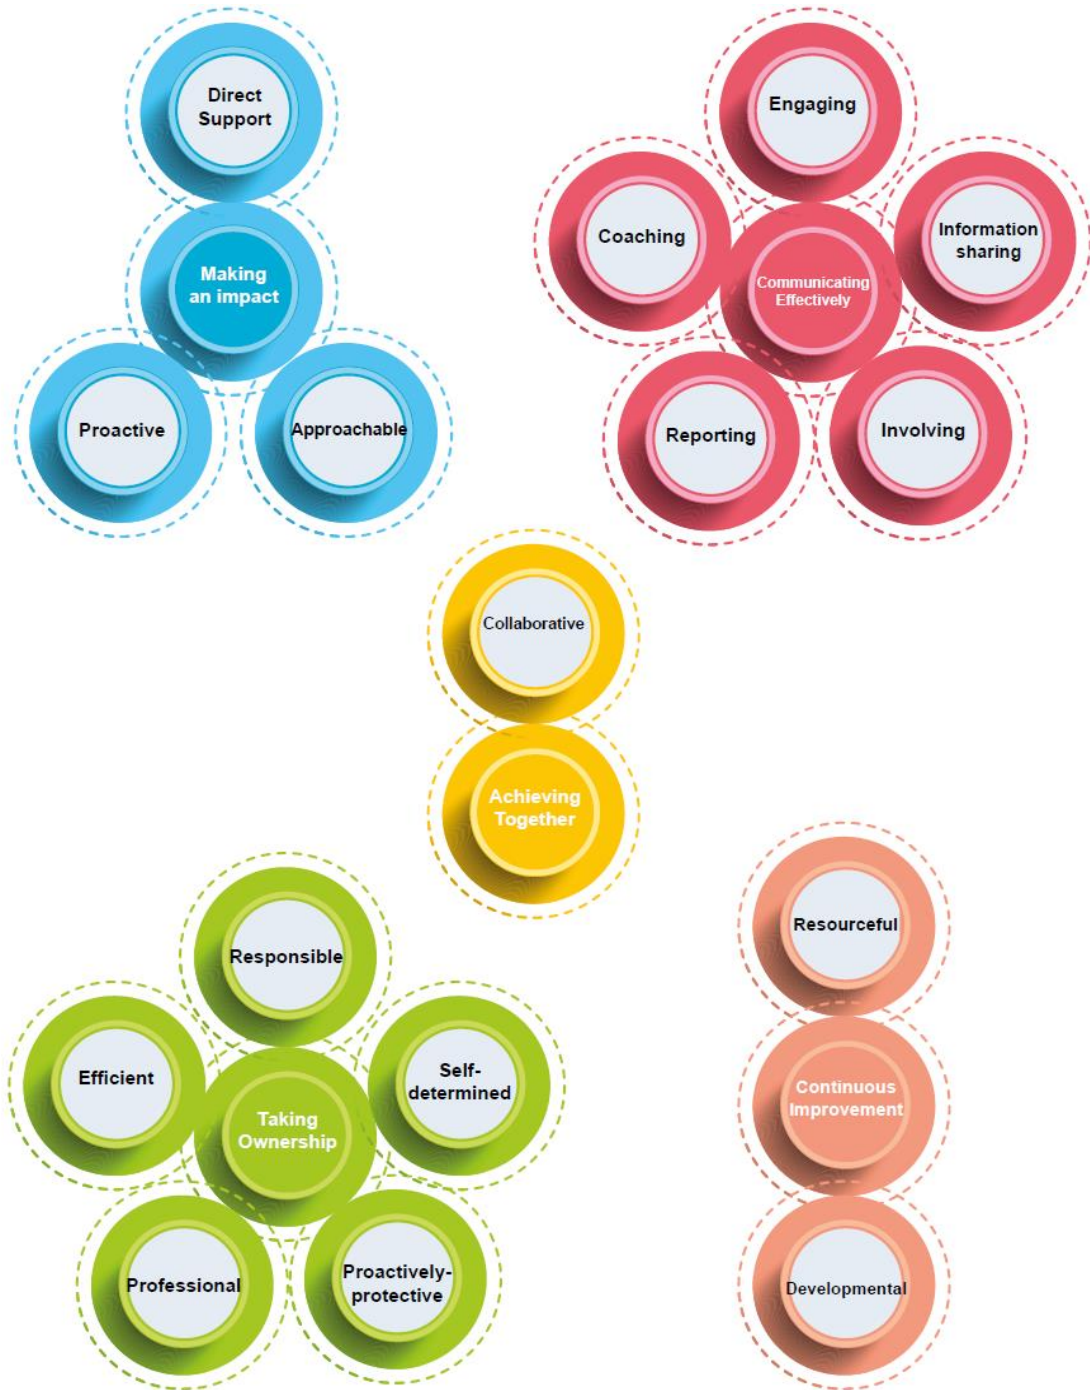 Direct
Support
Making
an impact
Proactive
Approachable
Engaging
Coaching
Information
sharing
Communicating
Effectively
Reporting
Involving
Collaborative
Achieving
Together
Responsible
Efficient
Self-
determined
Taking
Ownership
Professional
Proactively-
protective
Resourceful
Continuous
Improvement
Developmental